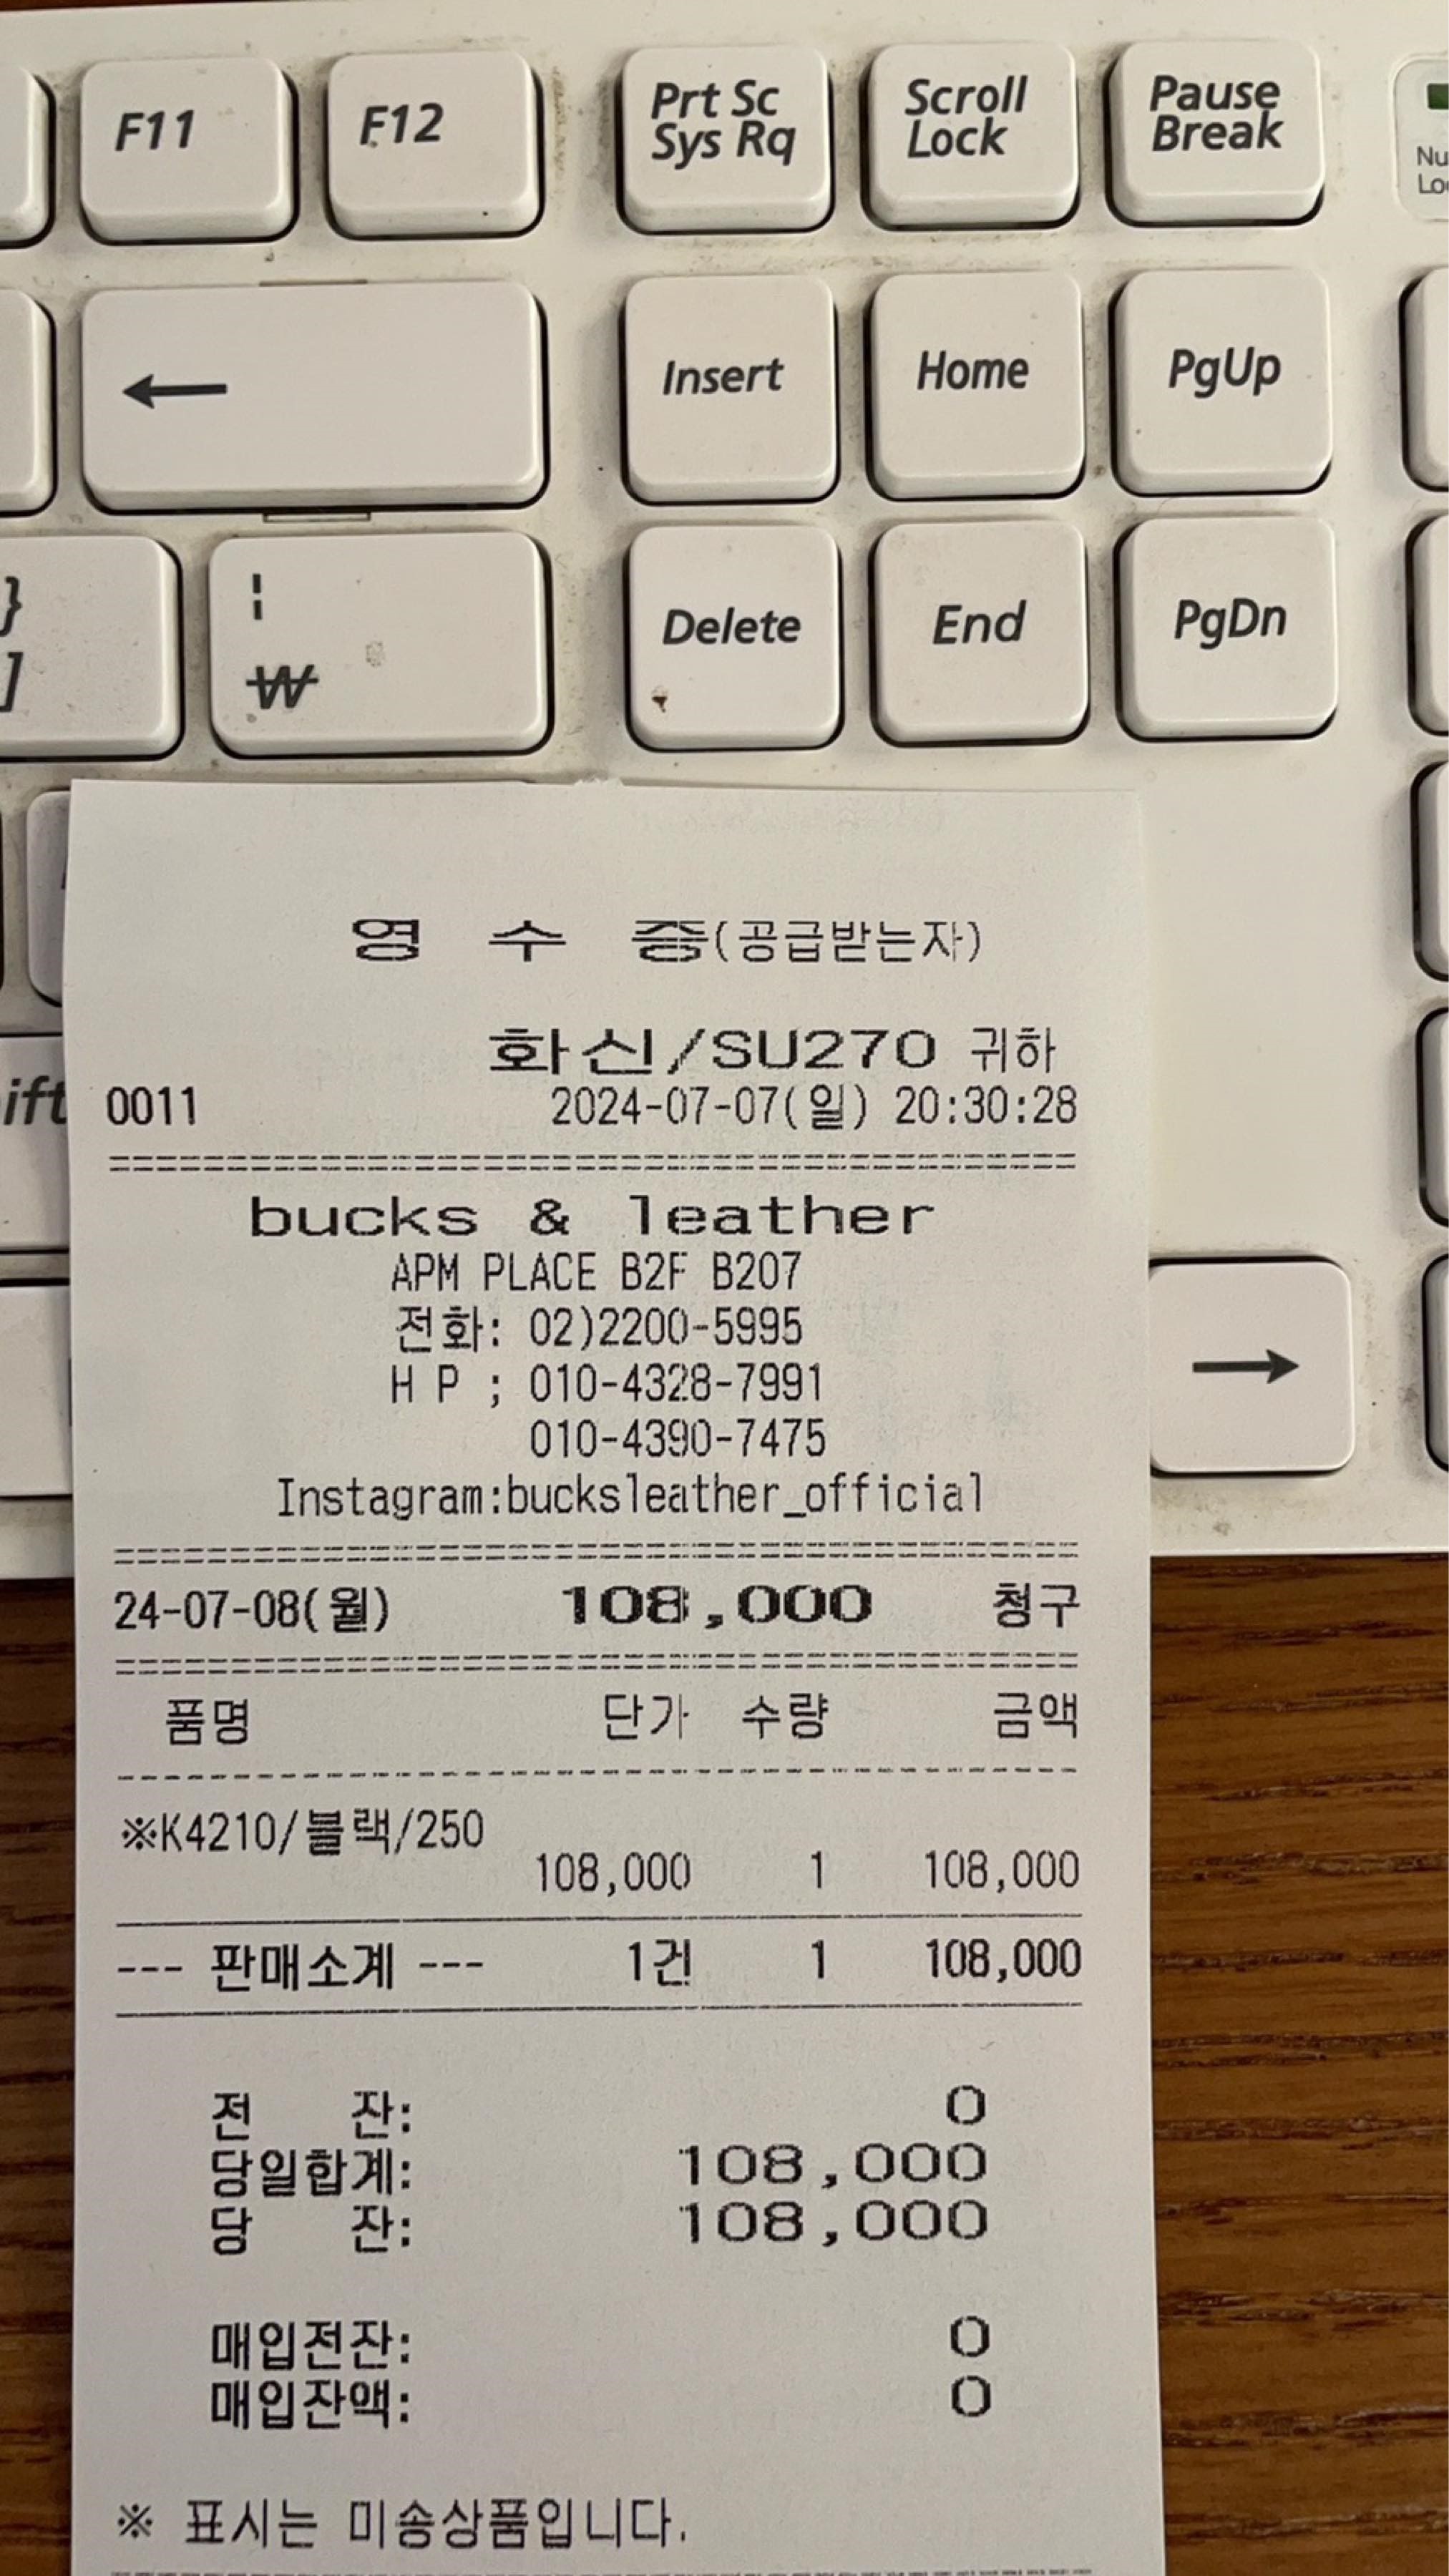 F11 F12 Prt Sc Sys Rq Scroll Lock Pause Break
←
Insert Home PgUp
} ] ¦ ₩ Delete End PgDn
영 수 증(공급받는자)
화신/SU270 귀하
ift 0011 2024-07-07(일) 20:30:28
bucks & leather
APM PLACE B2F B207
전화: 02)2200-5995
H P ; 010-4328-7991
→
010-4390-7475
Instagram:bucksleather_official
24-07-08(월) 108,000 청구
품명 단가 수량 금액
※K4210/블랙/250
108,000 1 108,000
--- 판매소계 --- 1건 1 108,000
전 잔: 0
당일합계: 108,000
당 잔: 108,000
매입전잔: 0
매입잔액: 0
※ 표시는 미송상품입니다.